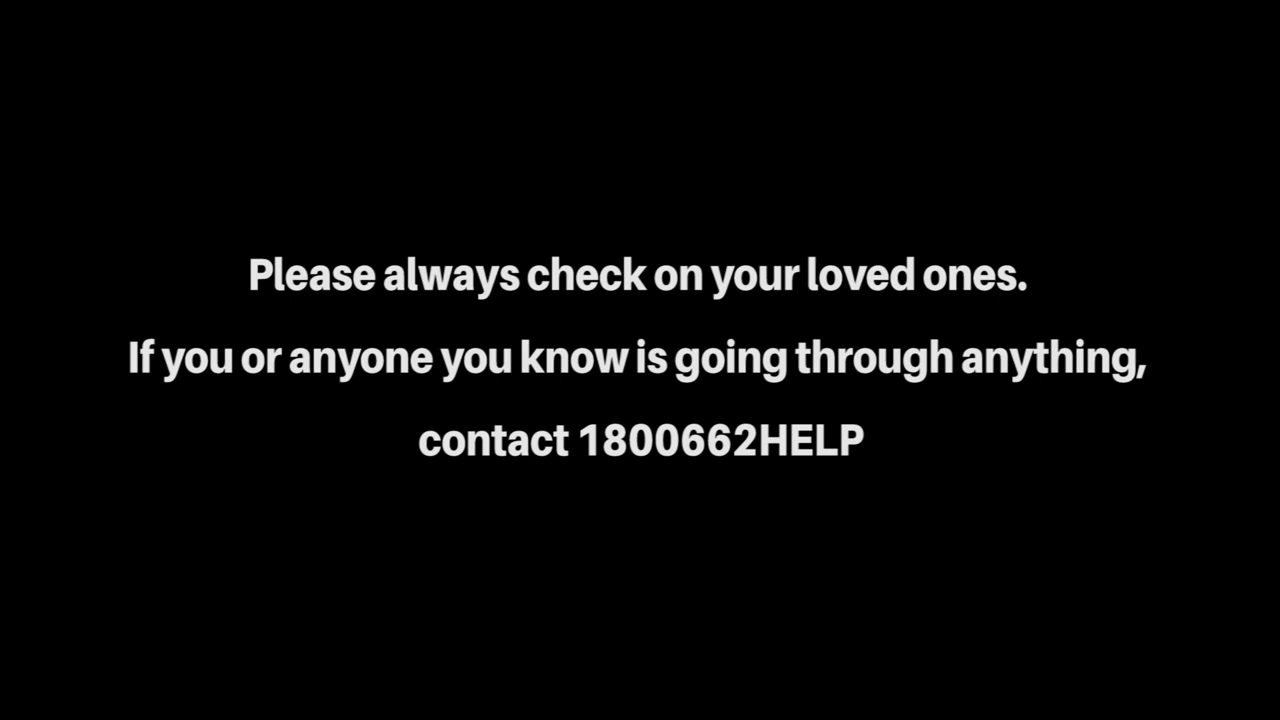 Please always check on your loved ones.
If you or anyone you know is going through anything,
contact 1800662HELP